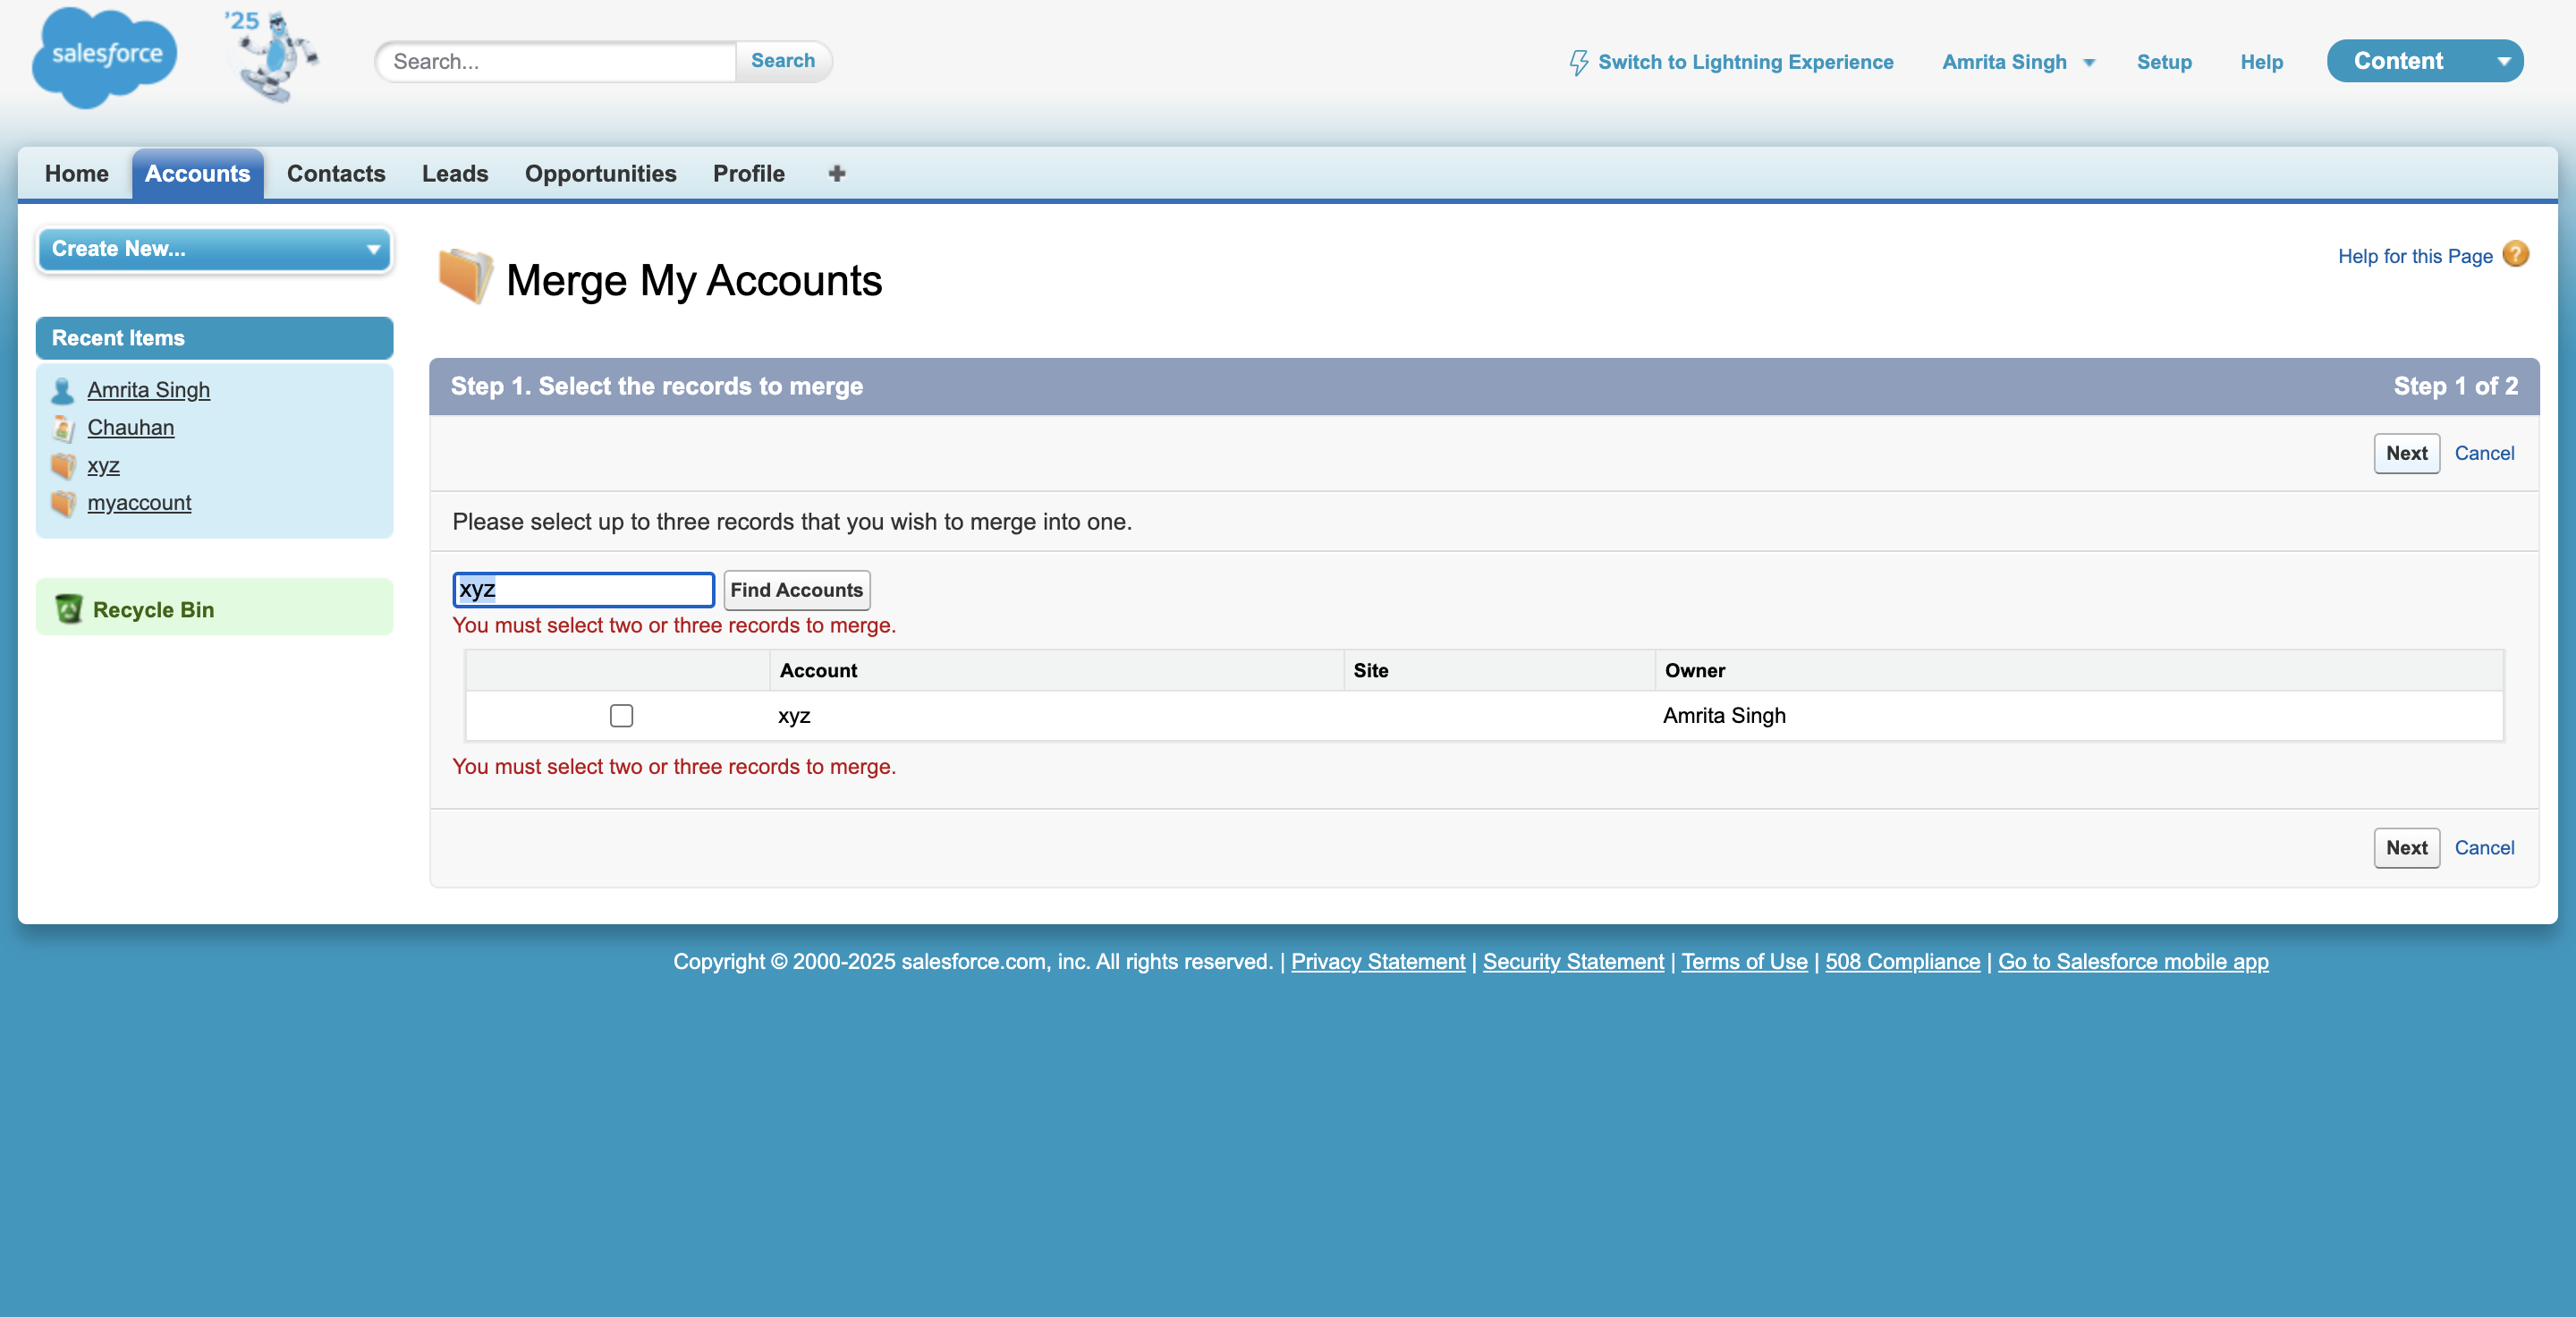 salesforce
'25
Search...
Search
Switch to Lightning Experience
Amrita Singh
Setup
Help
Content
Home
Accounts
Contacts
Leads
Opportunities
Profile
Create New...
Recent Items
Amrita Singh
Chauhan
xyz
myaccount
Recycle Bin
Merge My Accounts
Help for this Page
Step 1. Select the records to merge
Step 1 of 2
Next
Cancel
Please select up to three records that you wish to merge into one.
xyz
Find Accounts
You must select two or three records to merge.
Account
Site
Owner
xyz
Amrita Singh
You must select two or three records to merge.
Next
Cancel
Copyright © 2000-2025 salesforce.com, inc. All rights reserved. | Privacy Statement | Security Statement | Terms of Use | 508 Compliance | Go to Salesforce mobile app